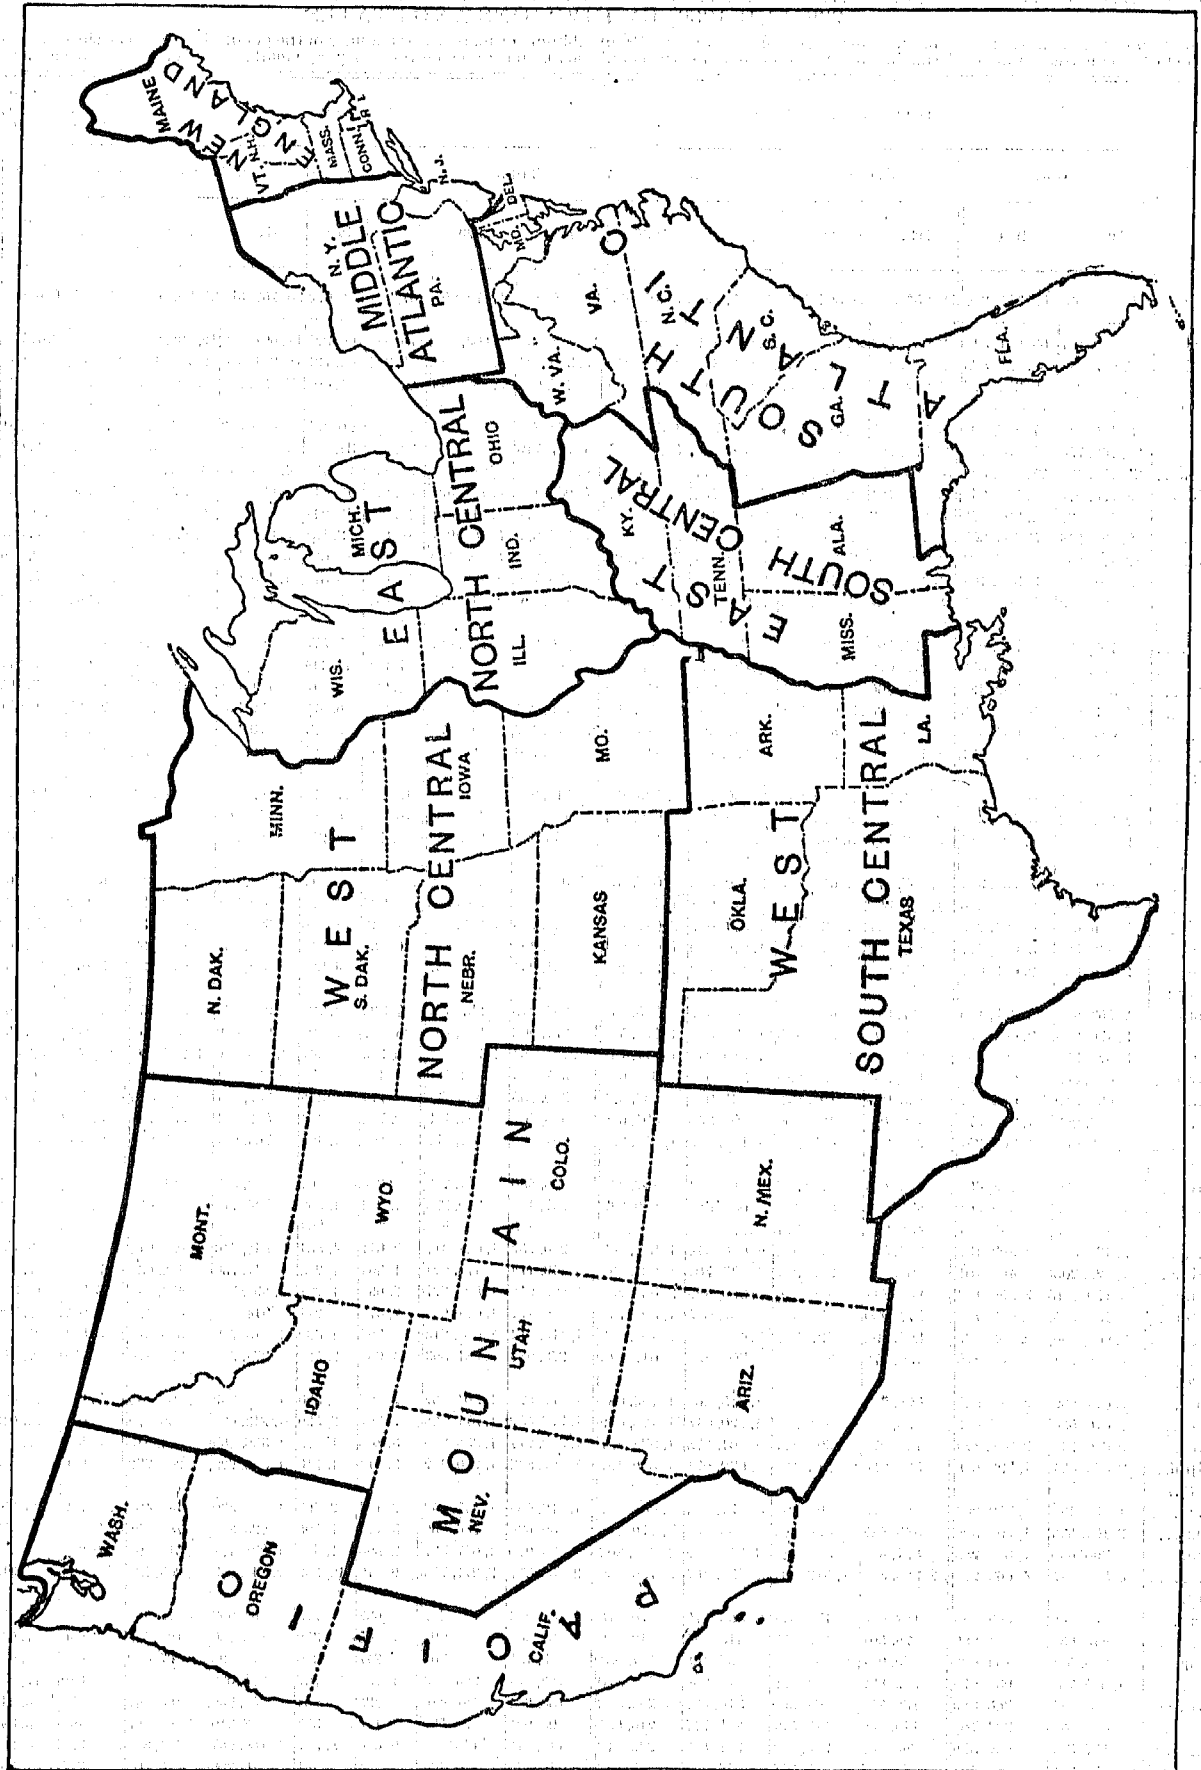 WASH.
OREGON
CALIF.
PACIFIC
MONT.
IDAHO
WYO.
NEV.
UTAH
COLO.
ARIZ.
N. MEX.
MOUNTAIN
N. DAK.
S. DAK.
NEBR.
KANSAS
MINN.
IOWA
MO.
WEST
NORTH CENTRAL
OKLA.
TEXAS
ARK.
LA.
WEST
SOUTH CENTRAL
WIS.
MICH.
ILL.
IND.
OHIO
EAST
NORTH CENTRAL
KY.
TENN.
MISS.
ALA.
EAST
SOUTH CENTRAL
N. Y.
MIDDLE
ATLANTIC
PA.
N. J.
MAINE
VT.
N.H.
MASS.
CONN.
R. I.
NEW
ENGLAND
DEL.
MD.
W. VA.
VA.
N.C.
S.C.
GA.
FLA.
SOUTH
ATLANTIC